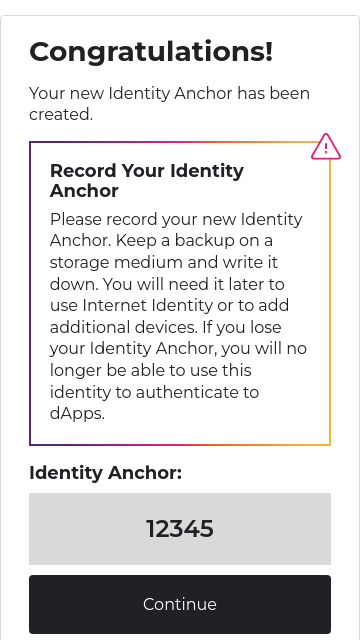 Congratulations!
Your new Identity Anchor has been
created.
Record Your Identity
Anchor
Please record your new Identity
Anchor. Keep a backup on a
storage medium and write it
down. You will need it later to
use Internet Identity or to add
additional devices. If you lose
your Identity Anchor, you will no
longer be able to use this
identity to authenticate to
dApps.
Identity Anchor:
12345
Continue